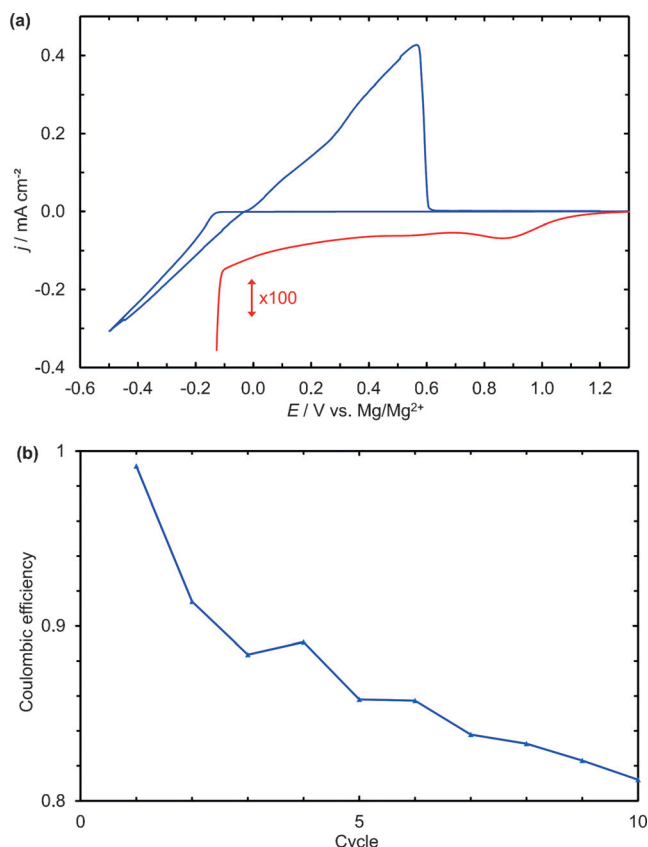 (a)
j / mA cm⁻²
0.4
0.2
0.0
-0.2
-0.4
x100
-0.6 -0.4 -0.2 0.0 0.2 0.4 0.6 0.8 1.0 1.2
E / V vs. Mg/Mg²⁺
(b)
Coulombic efficiency
1
0.9
0.8
0 5 10
Cycle